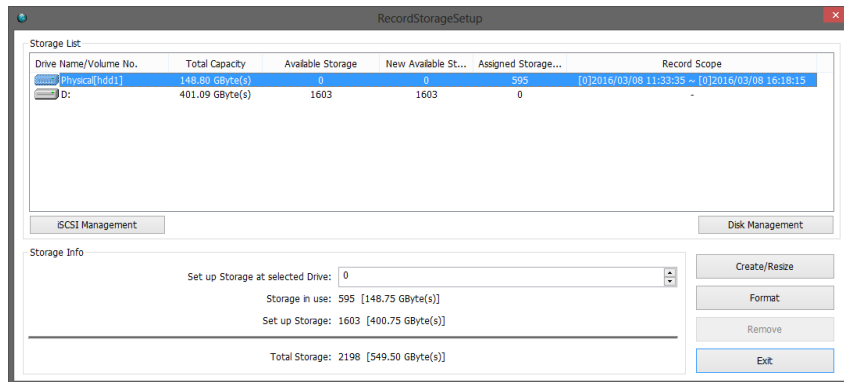 RecordStorageSetup
Storage List
Drive Name/Volume No. Total Capacity Available Storage New Available St... Assigned Storage... Record Scope
Physical[hdd1] 148.80 GByte(s) 0 0 595 [0]2016/03/08 11:33:35 ~ [0]2016/03/08 16:18:15
D: 401.09 GByte(s) 1603 1603 0 -
iSCSI Management Disk Management
Storage Info
Set up Storage at selected Drive: 0
Storage in use: 595 [148.75 GByte(s)]
Set up Storage: 1603 [400.75 GByte(s)]
Total Storage: 2198 [549.50 GByte(s)]
Create/Resize
Format
Remove
Exit